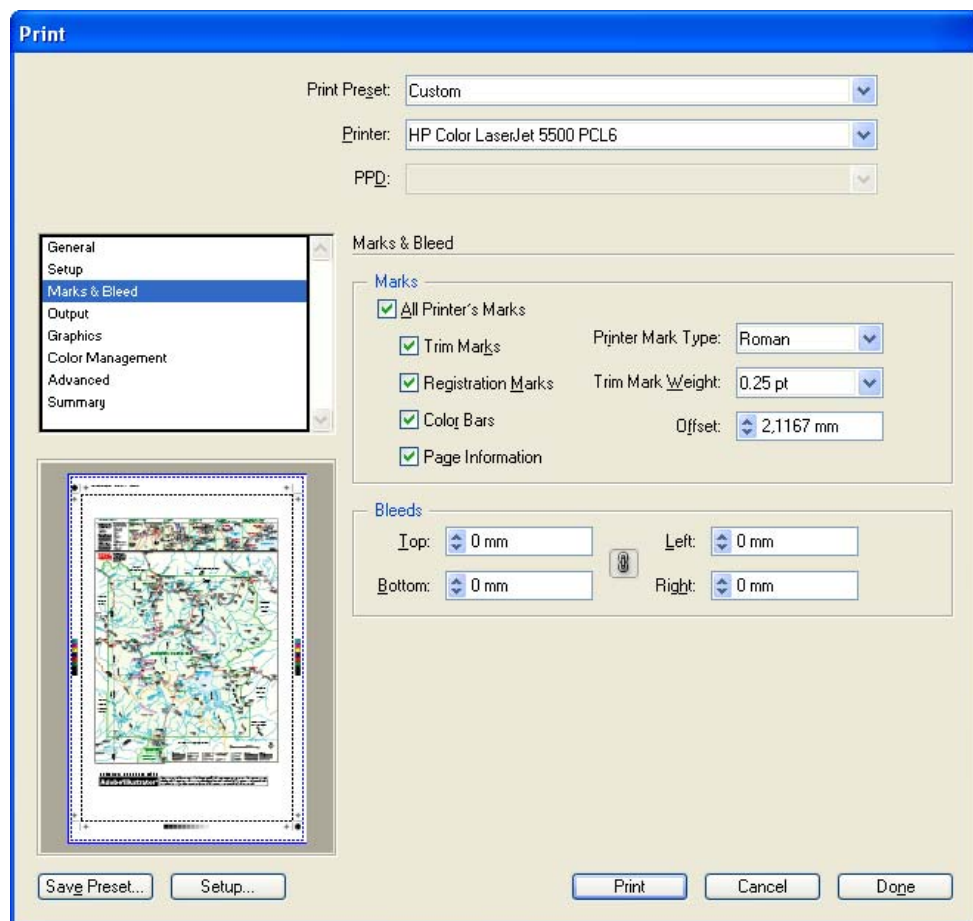 Print
Print Preset: Custom
Printer: HP Color LaserJet 5500 PCL6
PPD:
General
Setup
Marks & Bleed
Output
Graphics
Color Management
Advanced
Summary
Marks & Bleed
Marks
All Printer's Marks
Trim Marks
Registration Marks
Color Bars
Page Information
Printer Mark Type: Roman
Trim Mark Weight: 0.25 pt
Offset: 2,1167 mm
Bleeds
Top: 0 mm
Left: 0 mm
Bottom: 0 mm
Right: 0 mm
Save Preset...
Setup...
Print
Cancel
Done